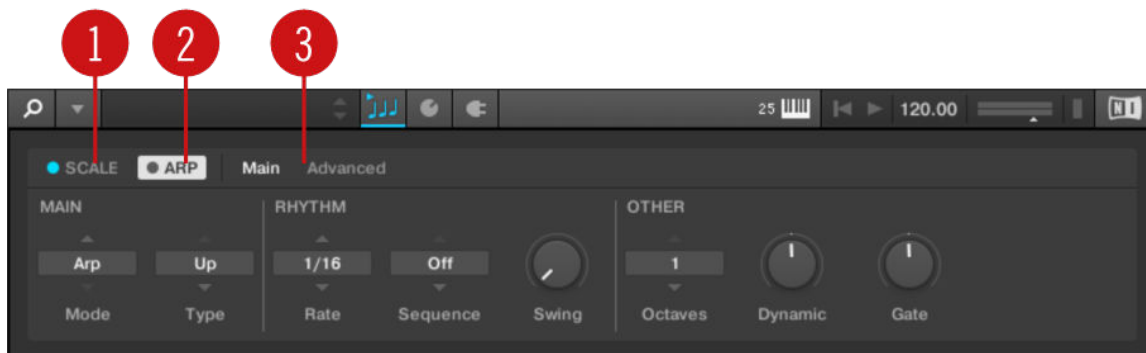 1 2 3
25 120.00 NI
SCALE ARP Main Advanced
MAIN RHYTHM OTHER
Arp Up 1/16 Off 1
Mode Type Rate Sequence Swing Octaves Dynamic Gate